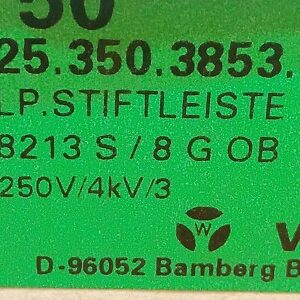 50
25.350.3853.
LP.STIFTLEISTE
8213 S / 8 G OB
250V/4kV/3
W
D-96052 Bamberg